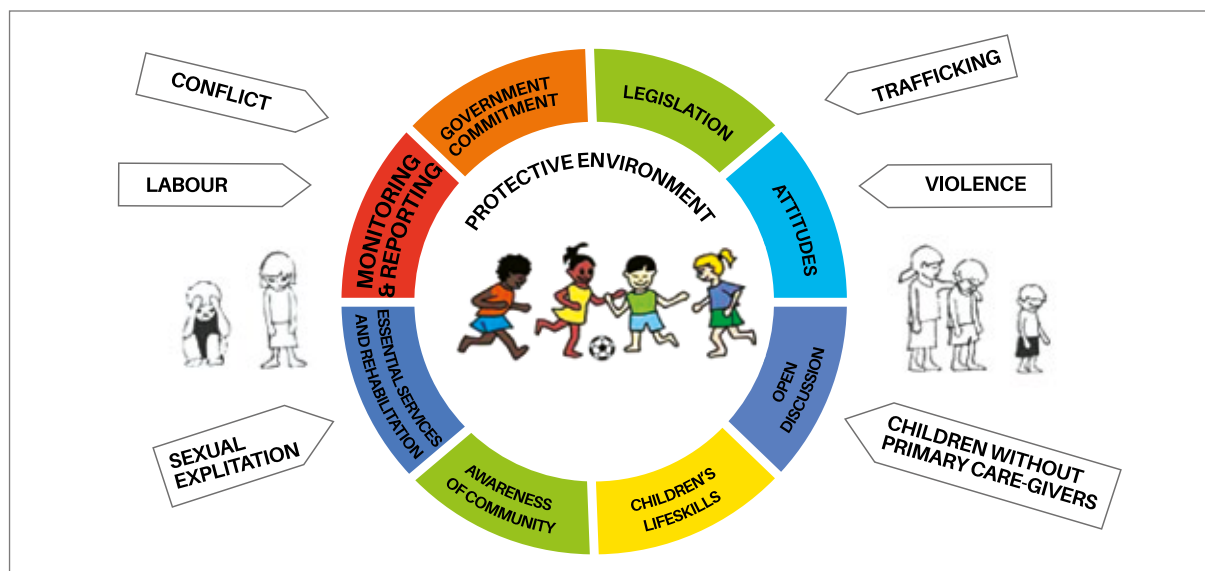 CONFLICT
LABOUR
SEXUAL
EXPLITATION
GOVERNMENT
COMMITMENT
LEGISLATION
ATTITUDES
OPEN
DISCUSSION
CHILDREN'S
LIFESKILLS
AWARENESS
OF COMMUNITY
ESSENTIAL SERVICES
AND REHABILITATION
MONITORING
& REPORTING
PROTECTIVE ENVIRONMENT
TRAFFICKING
VIOLENCE
CHILDREN WITHOUT
PRIMARY CARE-GIVERS